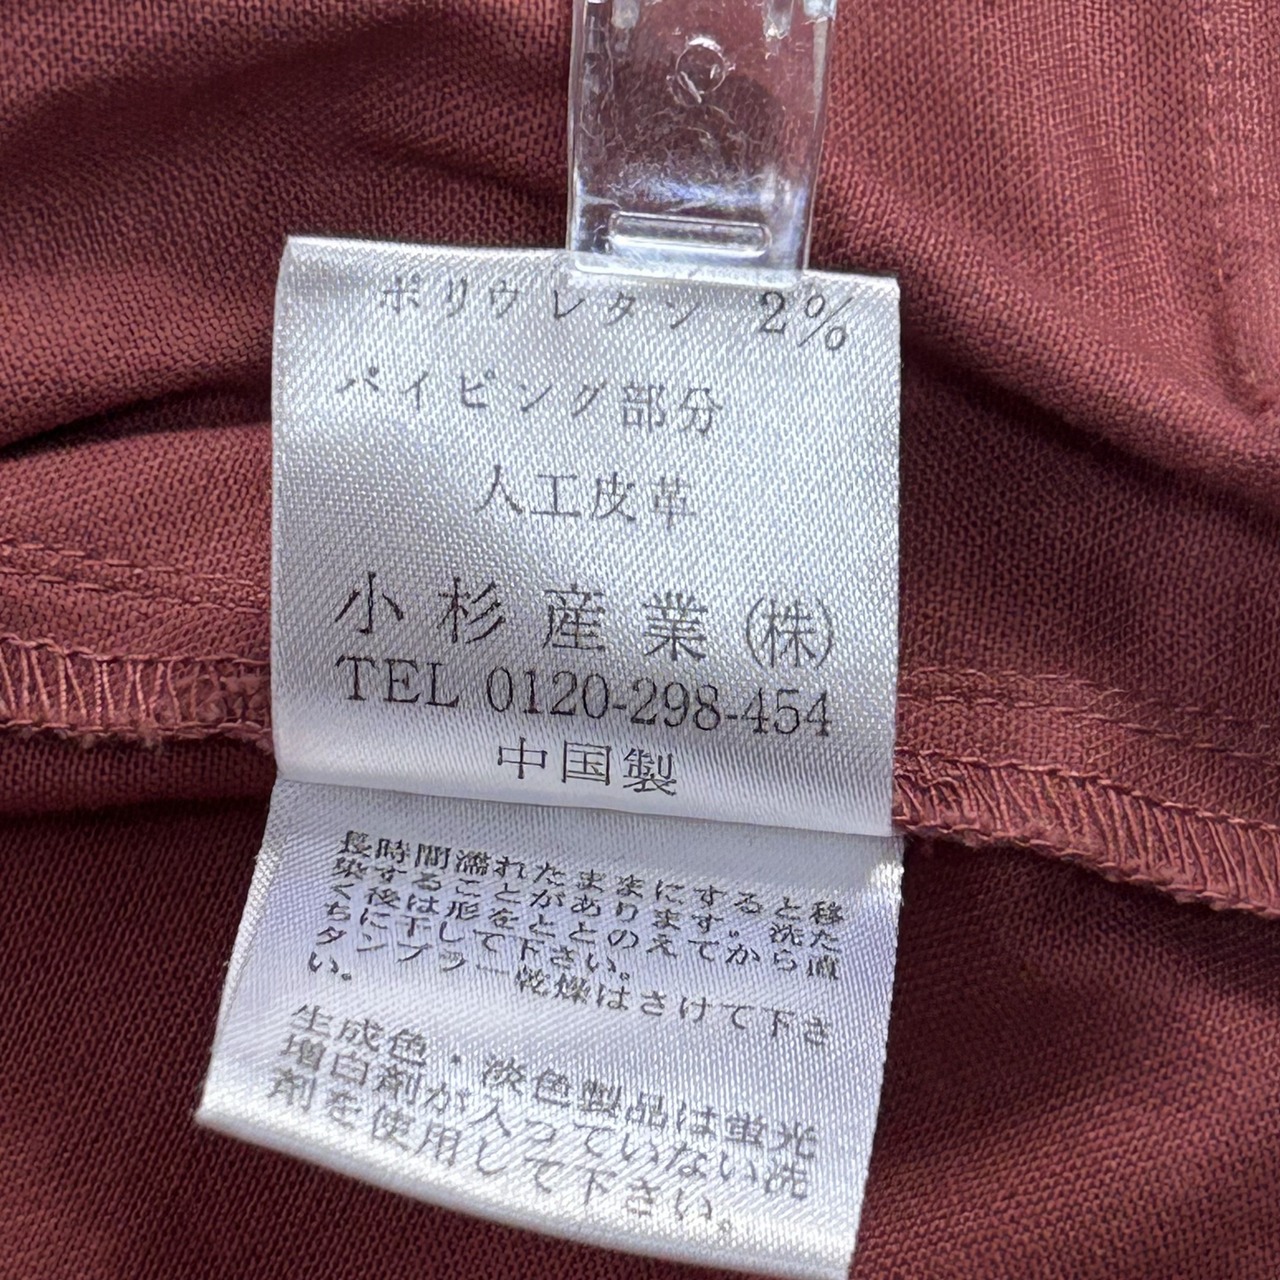 ポリウレタン 2%
パイピング部分
人工皮革
小杉産業(株)
TEL 0120-298-454
中国製
長時間濡れたままにすると移
染することがあります。洗た
く後は形をととのえてから直
ちに干して下さい。
タンブラー乾燥はさけて下さ
い。
生成色・淡色製品は蛍光
増白剤が入っていない洗
剤を使用して下さい。